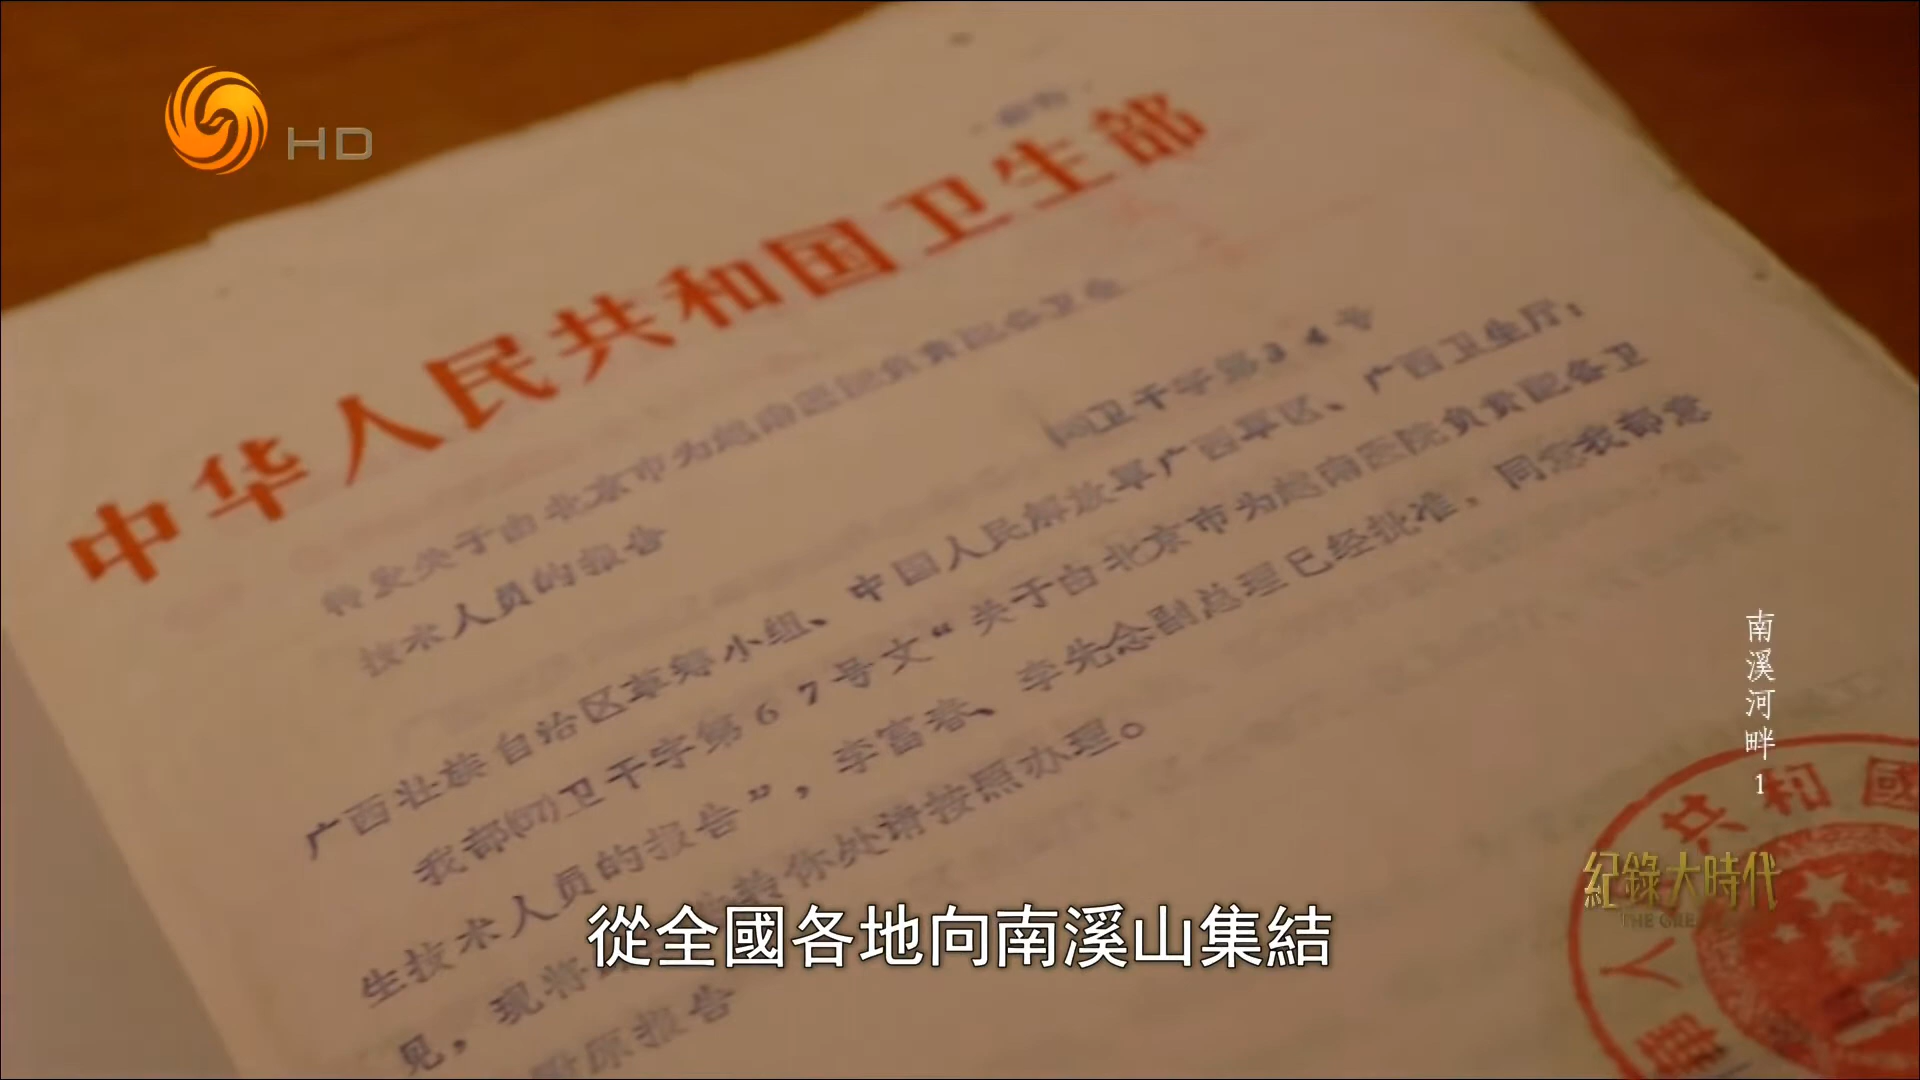 HD
中华人民共和国卫生部
转发关于由北京市为越南医院负责配备卫生
技术人员的报告
卫干字第34号
广西壮族自治区革筹小组、中国人民解放军广西军区、广西卫生厅:
我部(67)卫干字第67号文“关于由北京市为越南医院负责配备卫
生技术人员的报告”,李富春、李先念副总理已经批准,同意我部意
见,现将 转你处请按照办理。
原报告
南溪河畔 1
人 共和國
紀錄大時代
從全國各地向南溪山集結